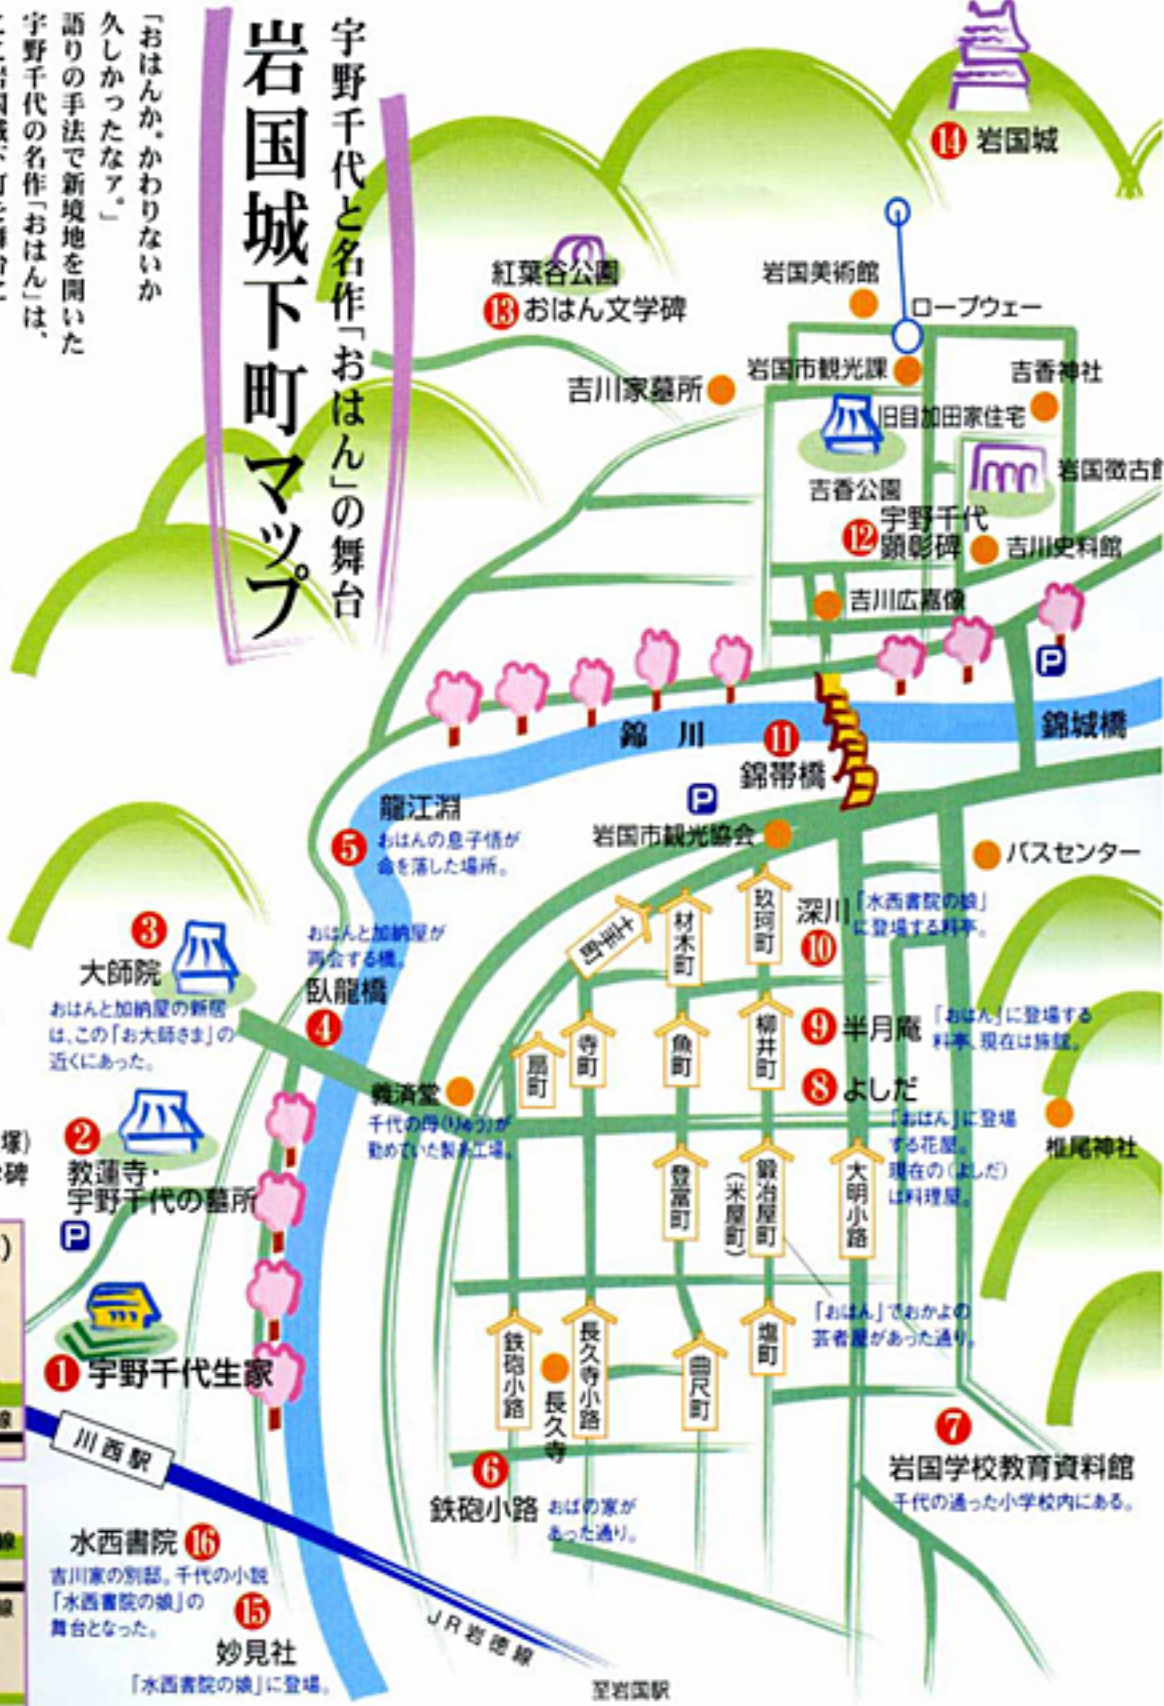 宇野千代と名作「おはん」の舞台
岩国城下町マップ
「おはんか。かわりないか
久しかったなァ。」
語りの手法で新境地を開いた
宇野千代の名作「おはん」は、
⑭ 岩国城
紅葉谷公園
⑬ おはん文学碑
岩国美術館
ロープウェー
吉川家墓所
岩国市観光課
吉香神社
旧目加田家住宅
岩国徴古
吉香公園
⑫ 宇野千代
顕彰碑
吉川史料館
吉川広嘉像
P
錦川
⑪
錦帯橋
錦城橋
P
岩国市観光協会
バスセンター
龍江淵
⑤ おはんの息子悟が
命を落した場所。
③
大師院
おはんと加納屋の新居
は、この「お大師さま」の
近くにあった。
おはんと加納屋が
再会する橋。
臥龍橋
④
材木町
玖珂町
深川
⑩
「水西書院の娘」
に登場する料亭。
扇町
寺町
魚町
柳井町
⑨ 半月庵
「おはん」に登場する
料亭、現在は旅館。
⑧ よしだ
「おはん」に登場
する花屋。
現在の(よしだ)
は料理屋。
義済堂
千代の母(りゅう)が
勤めていた製糸工場。
椎尾神社
②
教蓮寺・
宇野千代の墓所
P
塚)
碑
登富町
鍛冶屋町
(米屋町)
大明小路
「おはん」でおかよの
芸者屋があった通り。
① 宇野千代生家
鉄砲小路
長久寺小路
長久寺
曲尺町
塩町
川西駅
⑥
鉄砲小路
おばの家が
あった通り。
⑦
岩国学校教育資料館
千代の通った小学校内にある。
水西書院 ⑯
吉川家の別邸。千代の小説
「水西書院の娘」の
舞台となった。
⑮
妙見社
「水西書院の娘」に登場。
JR岩徳線
至岩国駅